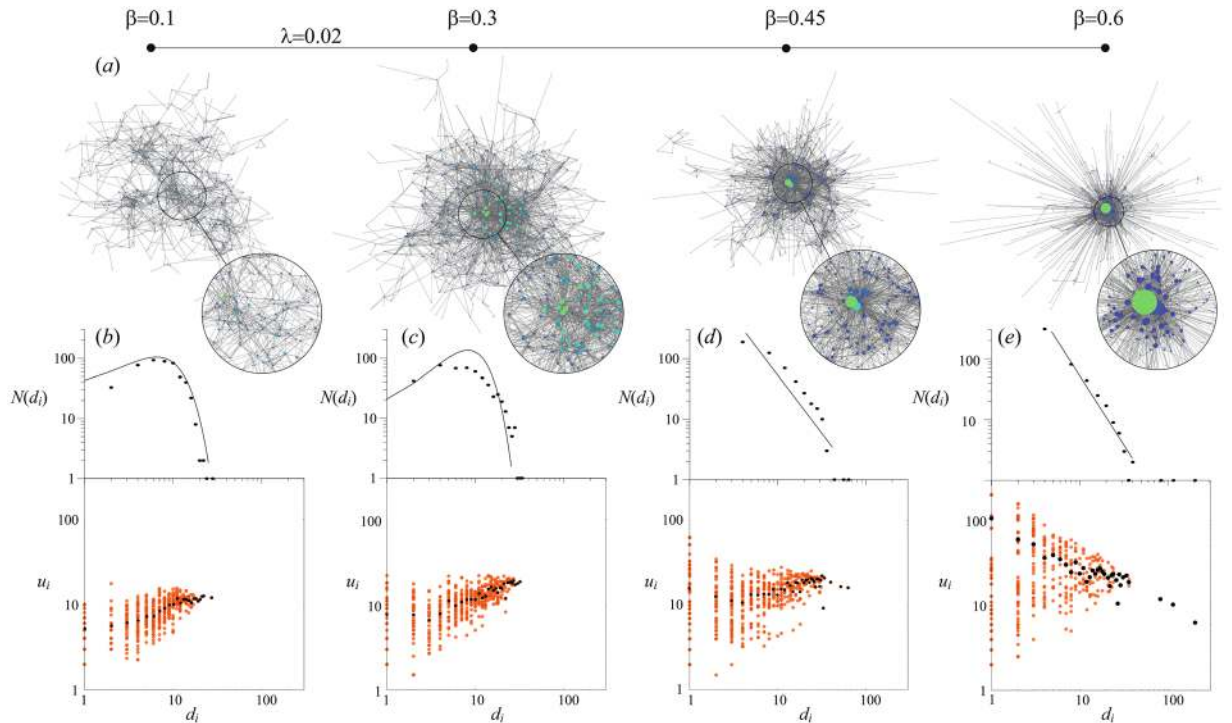 β=0.1 β=0.3 β=0.45 β=0.6
λ=0.02
(a)
(b) (c) (d) (e)
100 100 100 100
N(dᵢ) N(dᵢ) N(dᵢ) N(dᵢ)
10 10 10 10
1 1 1
100 100 100 100
uᵢ uᵢ uᵢ uᵢ
10 10 10 10
1 1 1 1
1 10 100 1 10 100 1 10 100 1 10 100
dᵢ dᵢ dᵢ dᵢ